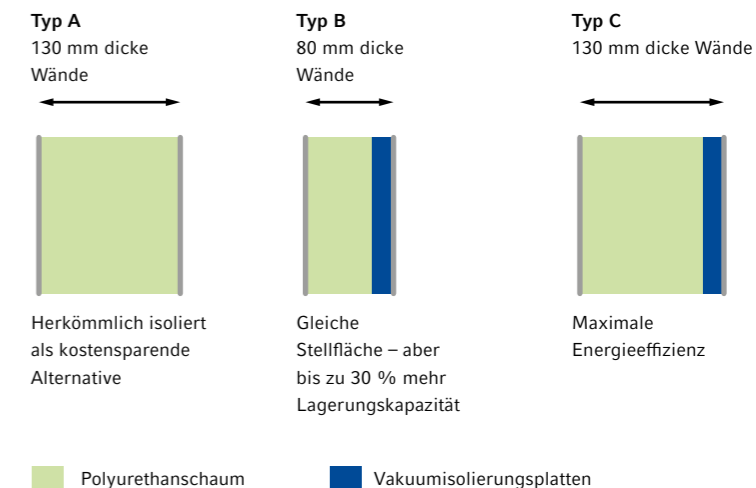 Typ A
130 mm dicke
Wände
Herkömmlich isoliert
als kostensparende
Alternative
Typ B
80 mm dicke
Wände
Gleiche
Stellfläche – aber
bis zu 30 % mehr
Lagerungskapazität
Typ C
130 mm dicke Wände
Maximale
Energieeffizienz
Polyurethanschaum
Vakuumisolierungsplatten